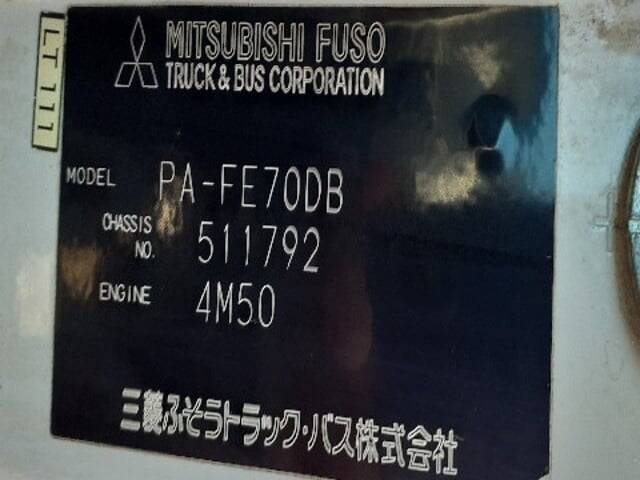 LT 111
MITSUBISHI FUSO
TRUCK & BUS CORPORATION
MODEL PA-FE70DB
CHASSIS NO. 511792
ENGINE 4M50
三菱ふそうトラック・バス株式会社